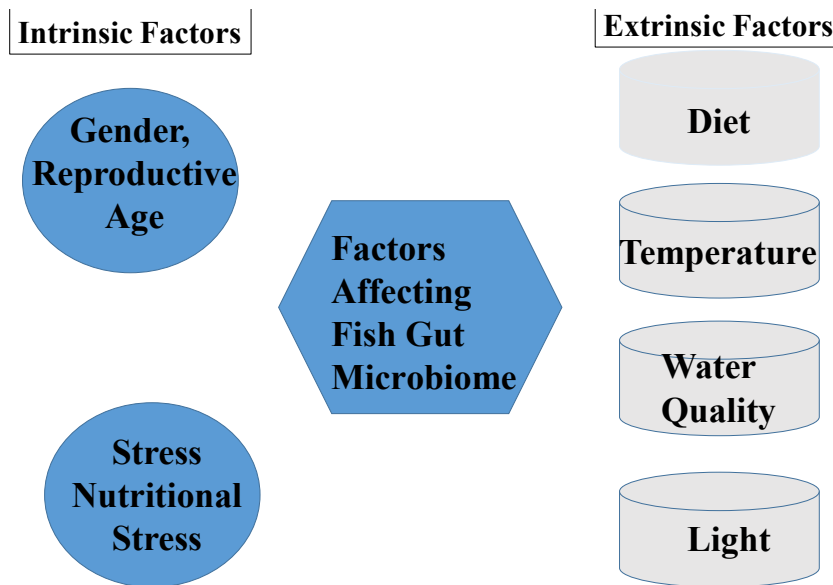 Intrinsic Factors
Gender,
Reproductive
Age
Stress
Nutritional
Stress
Factors
Affecting
Fish Gut
Microbiome
Extrinsic Factors
Diet
Temperature
Water
Quality
Light